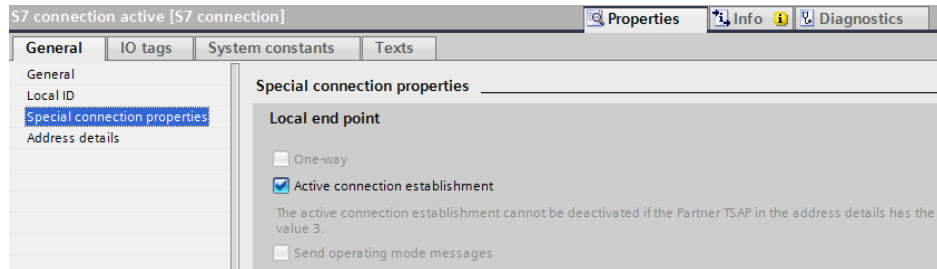 S7 connection active [S7 connection]
Properties
Info
Diagnostics
General
IO tags
System constants
Texts
General
Local ID
Special connection properties
Address details
Special connection properties
Local end point
One-way
Active connection establishment
The active connection establishment cannot be deactivated if the Partner TSAP in the address details has the
value 3.
Send operating mode messages